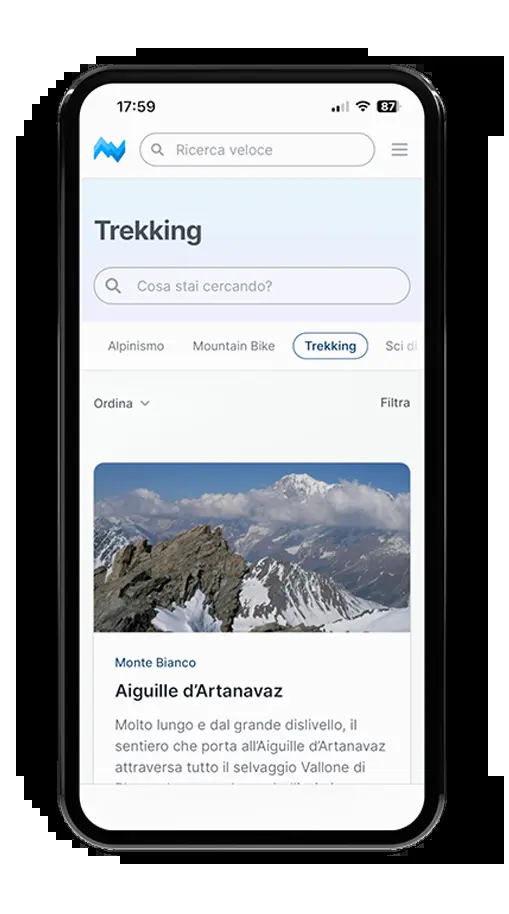 17:59
87
Ricerca veloce
Trekking
Cosa stai cercando?
Alpinismo Mountain Bike Trekking Sci di
Ordina
Filtra
Monte Bianco
Aiguille d’Artanavaz
Molto lungo e dal grande dislivello, il
sentiero che porta all’Aiguille d’Artanavaz
attraversa tutto il selvaggio Vallone di